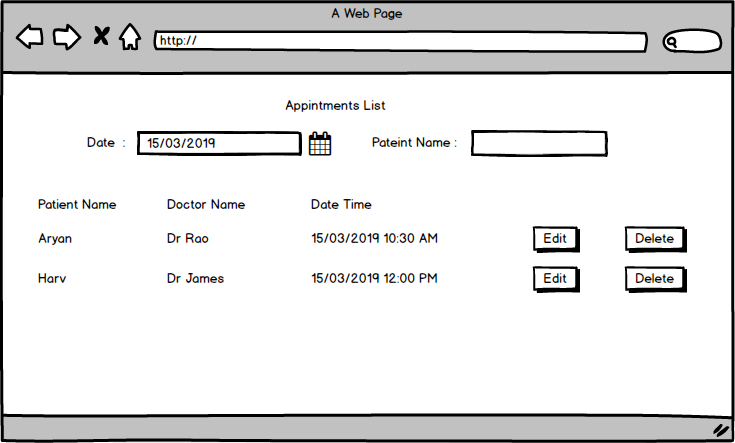 A Web Page
http://
Appintments List
Date : 15/03/2019 Pateint Name :
Patient Name Doctor Name Date Time
Aryan Dr Rao 15/03/2019 10:30 AM Edit Delete
Harv Dr James 15/03/2019 12:00 PM Edit Delete